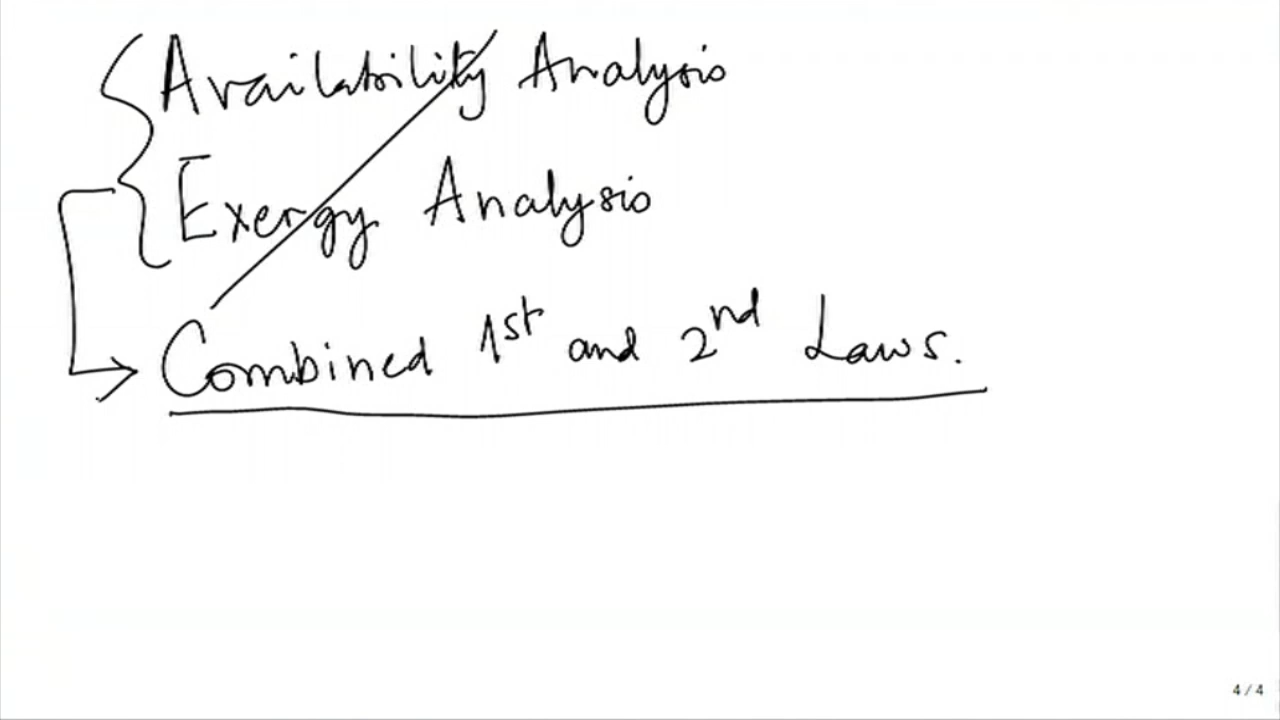 Availability Analysis
Exergy Analysis
Combined 1st and 2nd Laws.
4/4